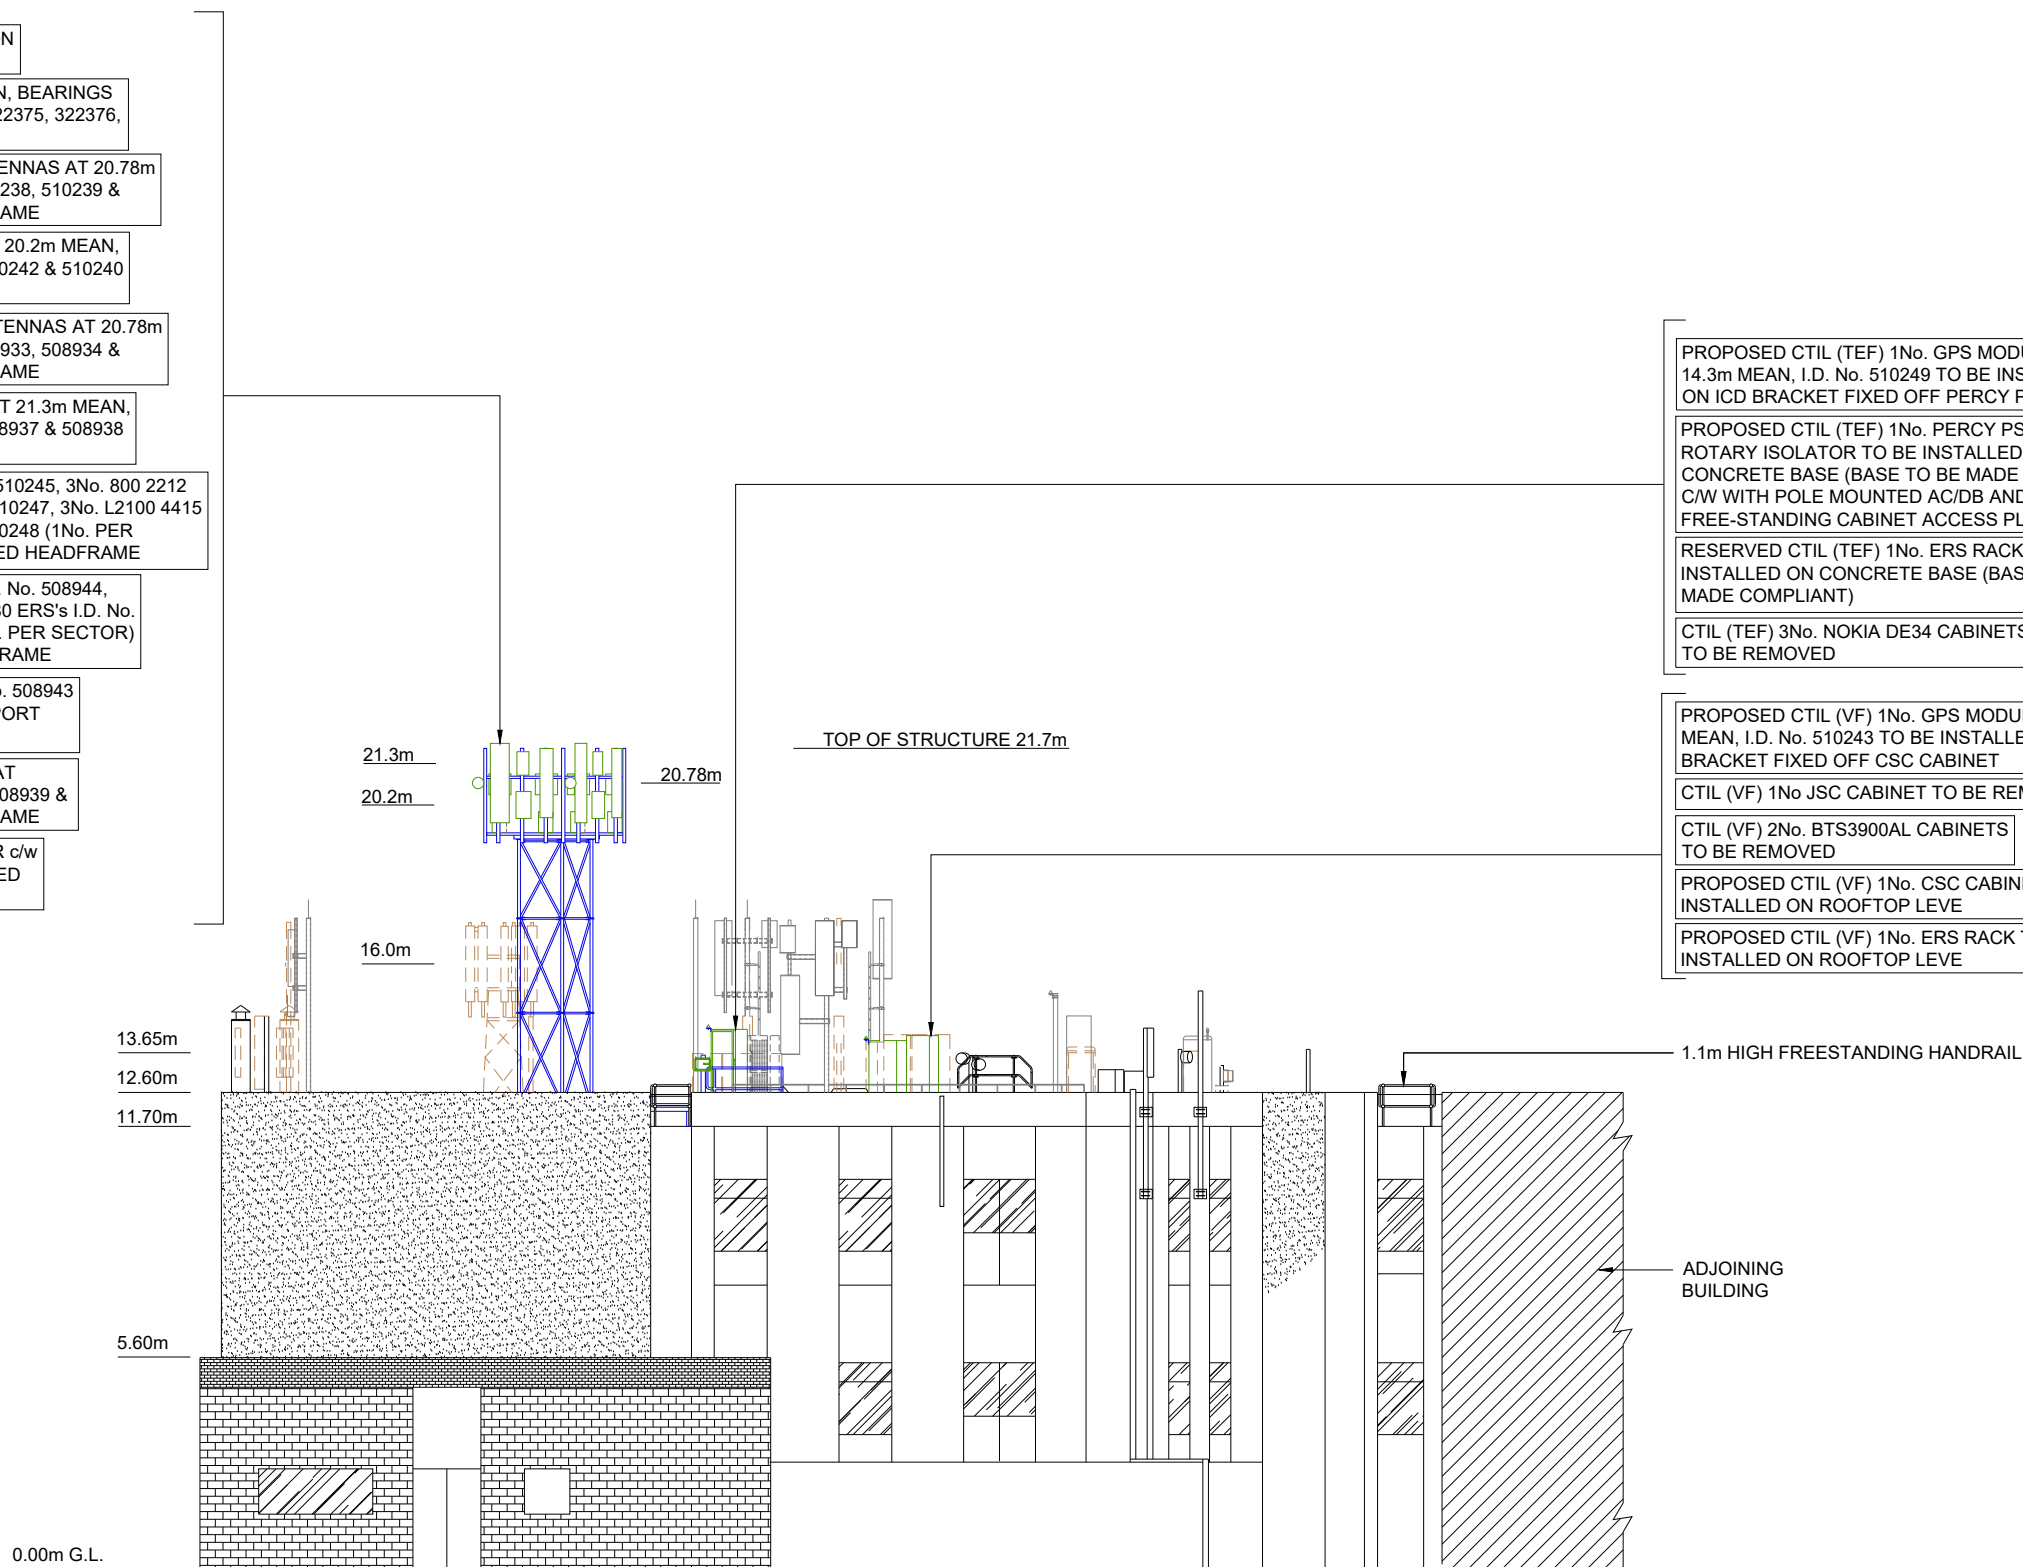 N
N, BEARINGS
22375, 322376,
ENNAS AT 20.78m
238, 510239 &
AME
20.2m MEAN,
0242 & 510240
TENNAS AT 20.78m
933, 508934 &
AME
T 21.3m MEAN,
8937 & 508938
510245, 3No. 800 2212
10247, 3No. L2100 4415
0248 (1No. PER
ED HEADFRAME
. No. 508944,
30 ERS's I.D. No.
. PER SECTOR)
RAME
o. 508943
PORT
AT
08939 &
AME
R c/w
ED
21.3m
20.2m
20.78m
TOP OF STRUCTURE 21.7m
16.0m
13.65m
12.60m
11.70m
5.60m
0.00m G.L.
PROPOSED CTIL (TEF) 1No. GPS MODU
14.3m MEAN, I.D. No. 510249 TO BE INS
ON ICD BRACKET FIXED OFF PERCY P
PROPOSED CTIL (TEF) 1No. PERCY PS
ROTARY ISOLATOR TO BE INSTALLED
CONCRETE BASE (BASE TO BE MADE
C/W WITH POLE MOUNTED AC/DB AND
FREE-STANDING CABINET ACCESS PL
RESERVED CTIL (TEF) 1No. ERS RACK
INSTALLED ON CONCRETE BASE (BAS
MADE COMPLIANT)
CTIL (TEF) 3No. NOKIA DE34 CABINETS
TO BE REMOVED
PROPOSED CTIL (VF) 1No. GPS MODU
MEAN, I.D. No. 510243 TO BE INSTALLE
BRACKET FIXED OFF CSC CABINET
CTIL (VF) 1No JSC CABINET TO BE REM
CTIL (VF) 2No. BTS3900AL CABINETS
TO BE REMOVED
PROPOSED CTIL (VF) 1No. CSC CABIN
INSTALLED ON ROOFTOP LEVE
PROPOSED CTIL (VF) 1No. ERS RACK T
INSTALLED ON ROOFTOP LEVE
1.1m HIGH FREESTANDING HANDRAIL
ADJOINING
BUILDING